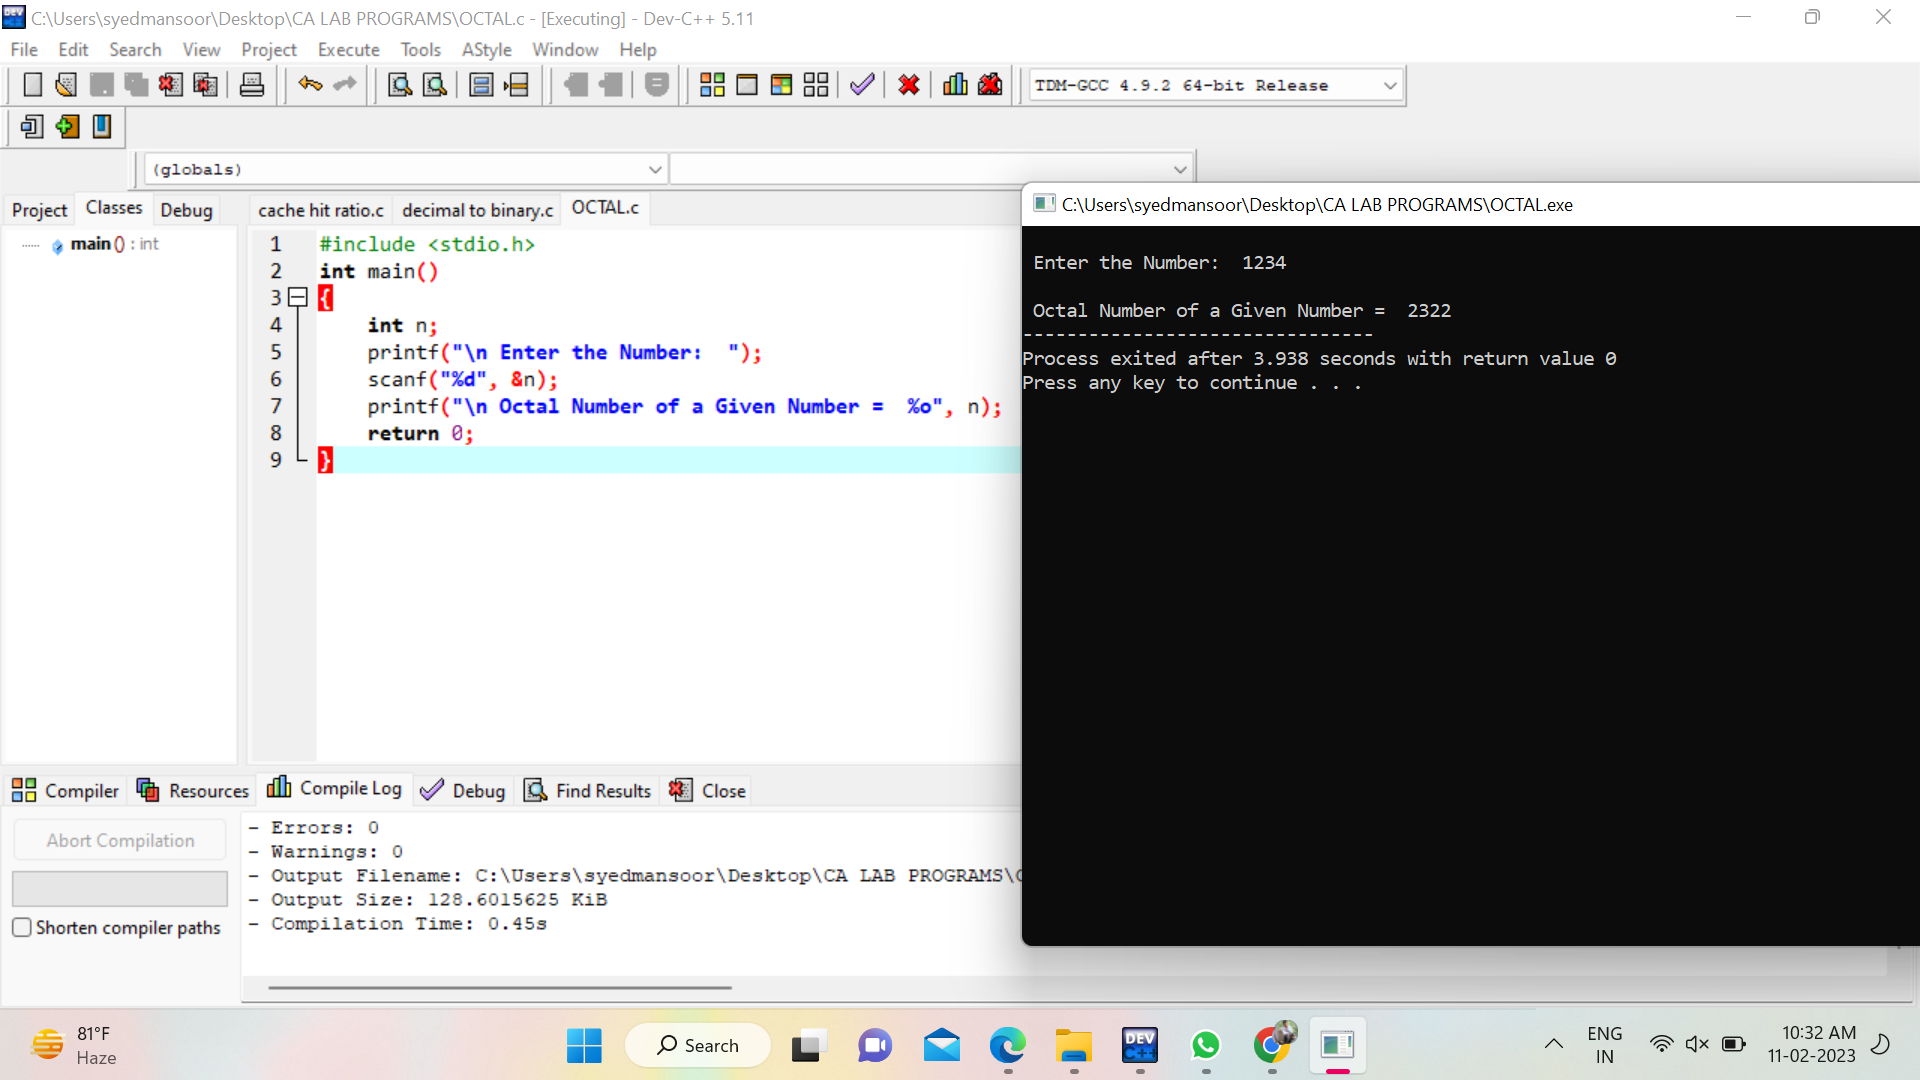 C:\Users\syedmansoor\Desktop\CA LAB PROGRAMS\OCTAL.c - [Executing] - Dev-C++ 5.11
File Edit Search View Project Execute Tools AStyle Window Help
TDM-GCC 4.9.2 64-bit Release
(globals)
Project Classes Debug
cache hit ratio.c decimal to binary.c OCTAL.c
main () : int
1 #include <stdio.h>
2 int main()
3 {
4 int n;
5 printf("\n Enter the Number:  ");
6 scanf("%d", &n);
7 printf("\n Octal Number of a Given Number =  %o", n);
8 return 0;
9 }
C:\Users\syedmansoor\Desktop\CA LAB PROGRAMS\OCTAL.exe
Enter the Number:  1234
Octal Number of a Given Number =  2322
--------------------------------
Process exited after 3.938 seconds with return value 0
Press any key to continue . . .
Compiler Resources Compile Log Debug Find Results Close
Abort Compilation
Shorten compiler paths
- Errors: 0
- Warnings: 0
- Output Filename: C:\Users\syedmansoor\Desktop\CA LAB PROGRAMS\
- Output Size: 128.6015625 KiB
- Compilation Time: 0.45s
81°F
Haze
Search
DEV C++
ENG
IN
10:32 AM
11-02-2023